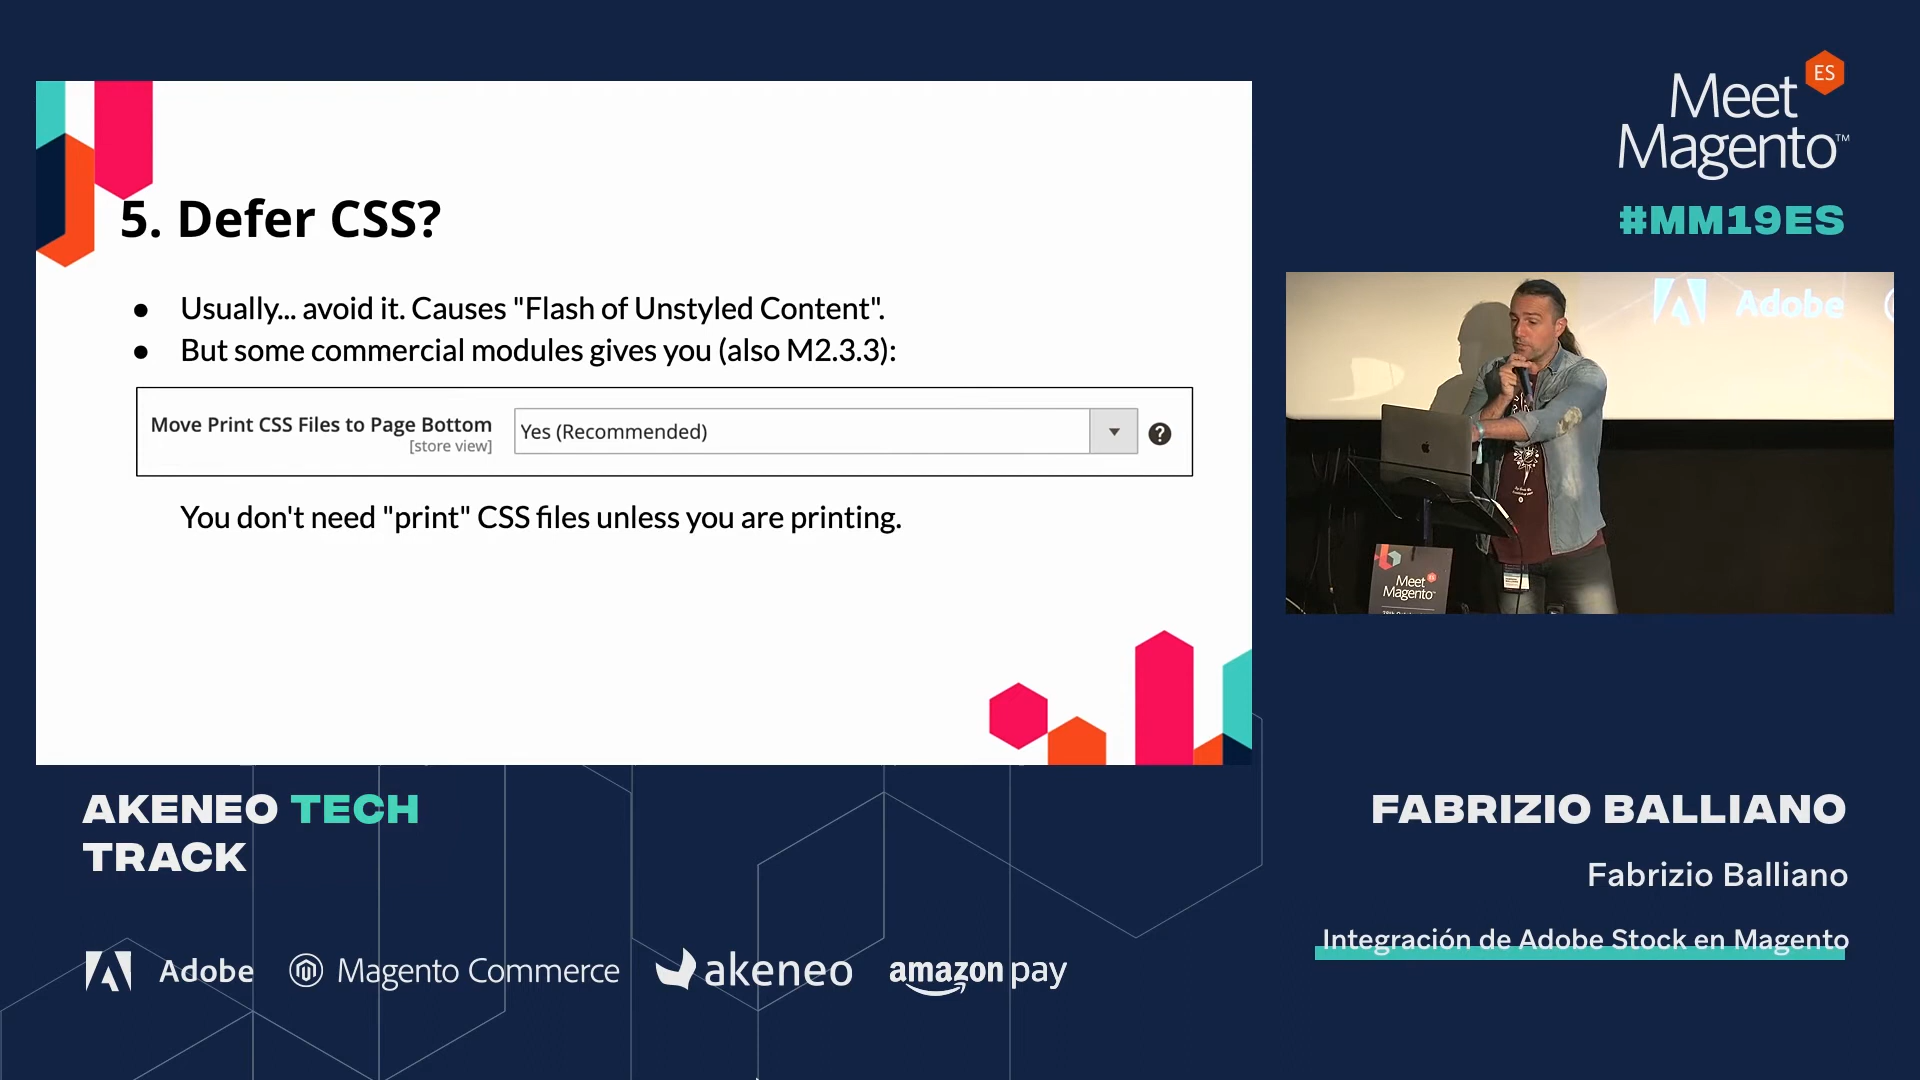 5. Defer CSS?
● Usually... avoid it. Causes "Flash of Unstyled Content".
● But some commercial modules gives you (also M2.3.3):
Move Print CSS Files to Page Bottom
[store view]
Yes (Recommended)
?
You don't need "print" CSS files unless you are printing.
ES
Meet
Magento™
#MM19ES
Adobe
Meet ES
Magento
AKENEO TECH
TRACK
FABRIZIO BALLIANO
Fabrizio Balliano
Integración de Adobe Stock en Magento
Adobe
Magento Commerce
akeneo
amazon pay